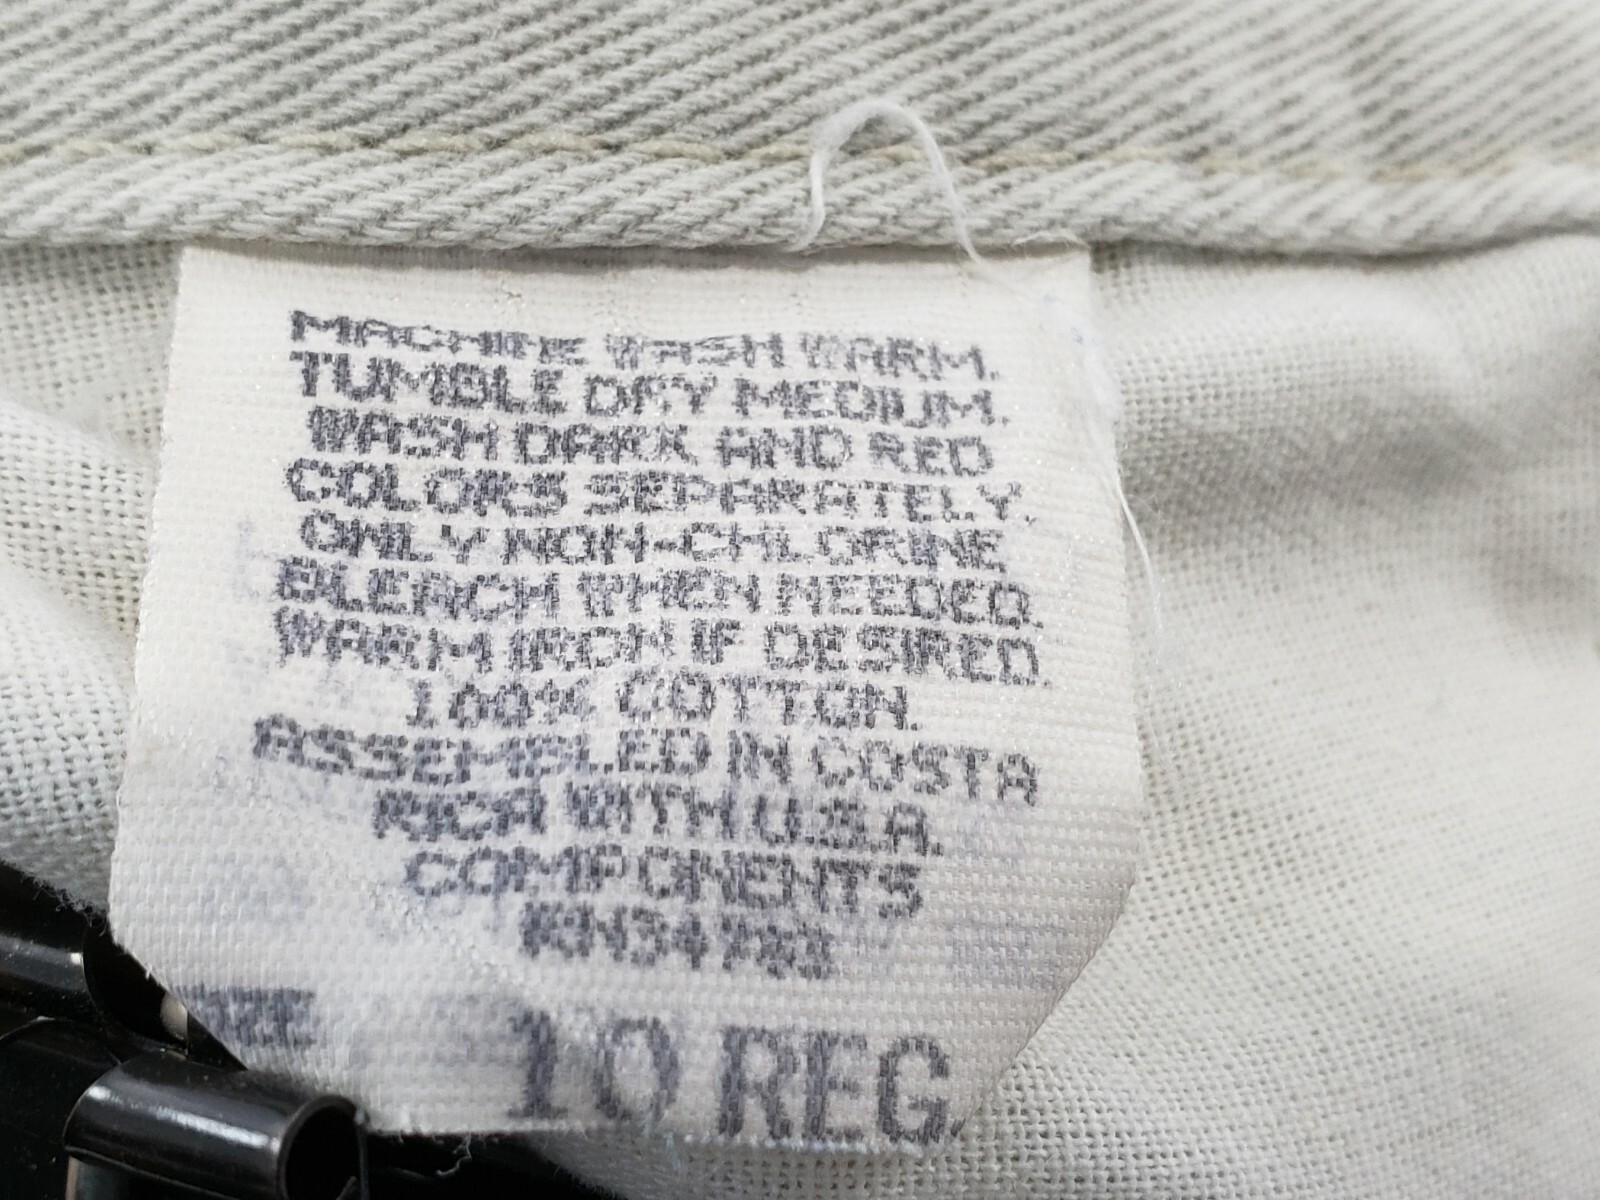 MACHINE WASH WARM.
TUMBLE DRY MEDIUM.
WASH DARK AND RED
COLORS SEPARATELY.
ONLY NON-CHLORINE
BLEACH WHEN NEEDED.
WARM IRON IF DESIRED.
100% COTTON.
ASSEMBLED IN COSTA
RICA WITH U.S.A.
COMPONENTS
10 REG.